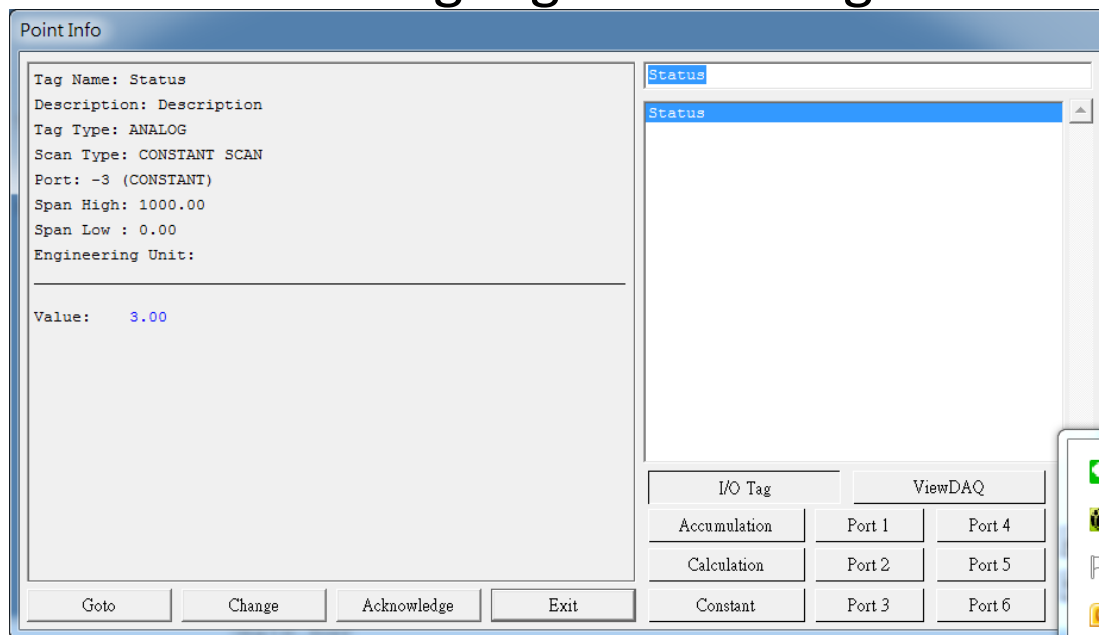 Point Info
Tag Name: Status
Description: Description
Tag Type: ANALOG
Scan Type: CONSTANT SCAN
Port: -3 (CONSTANT)
Span High: 1000.00
Span Low : 0.00
Engineering Unit:
Value: 3.00
Status
Status
I/O Tag ViewDAQ
Accumulation Port 1 Port 4
Calculation Port 2 Port 5
Constant Port 3 Port 6
Goto Change Acknowledge Exit